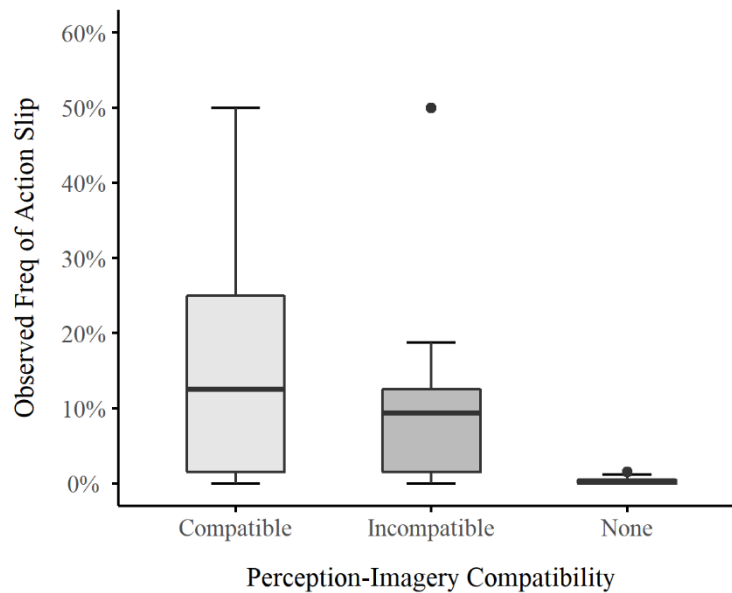 60%
50%
40%
30%
20%
10%
0%
Observed Freq of Action Slip
Compatible
Incompatible
None
Perception-Imagery Compatibility